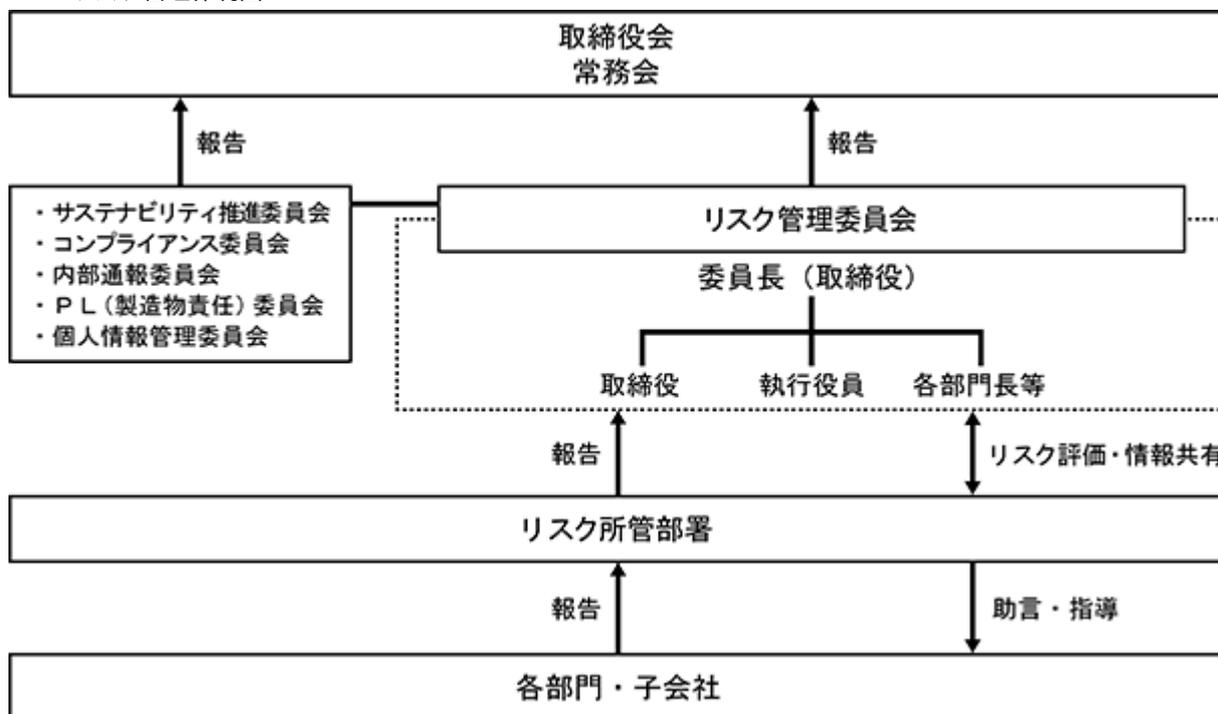 取締役会
常務会
報告
報告
・サステナビリティ推進委員会
・コンプライアンス委員会
・内部通報委員会
・ＰＬ（製造物責任）委員会
・個人情報管理委員会
リスク管理委員会
委員長（取締役）
取締役
執行役員
各部門長等
報告
リスク評価・情報共有
リスク所管部署
報告
助言・指導
各部門・子会社